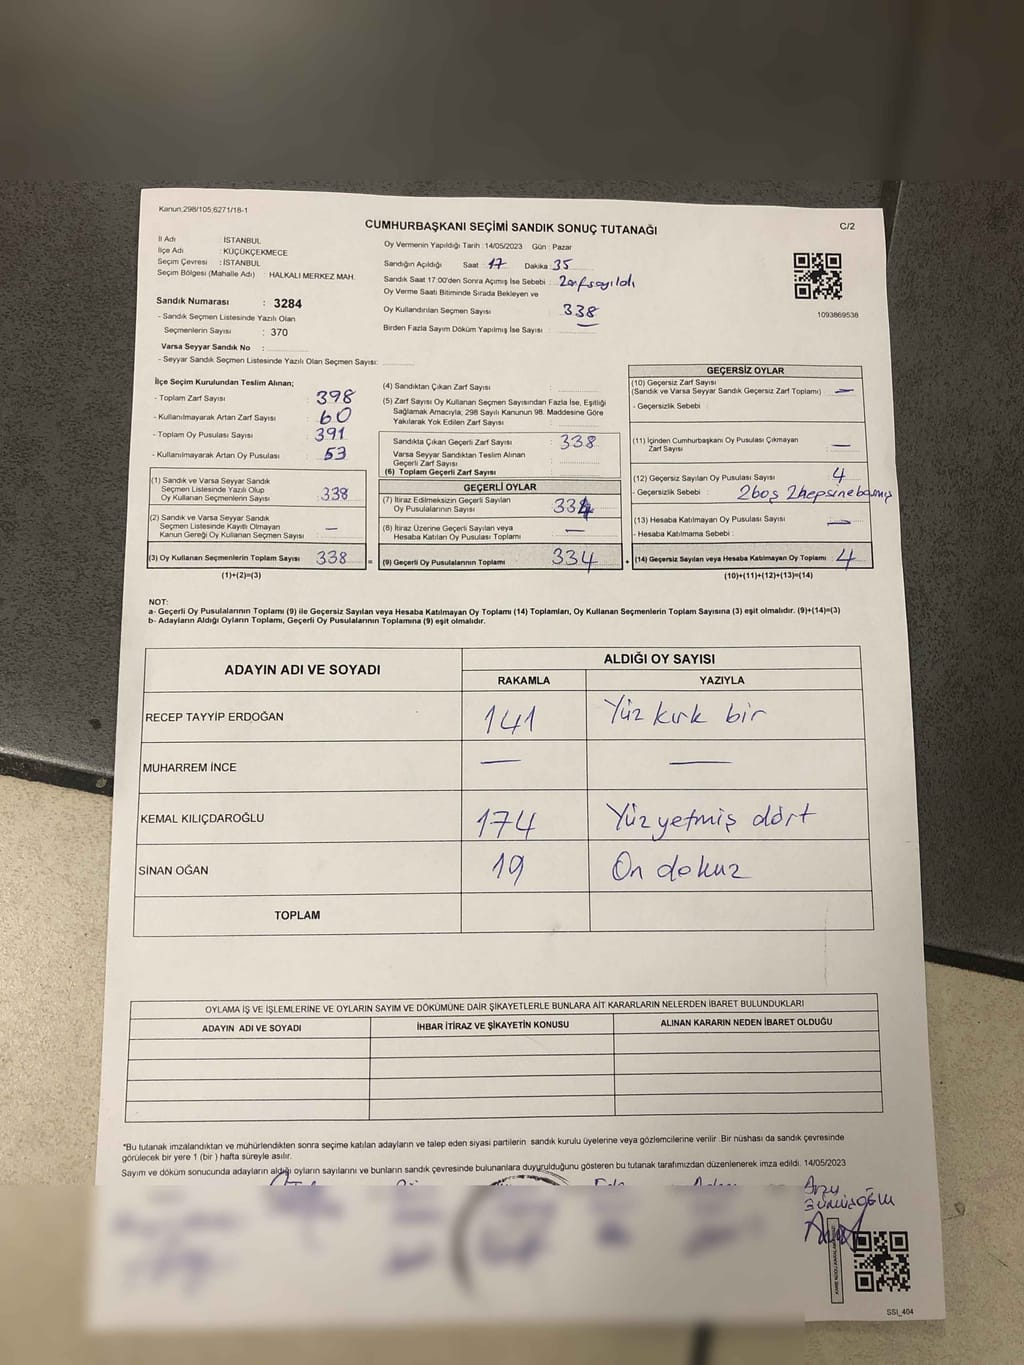 Kanun,298/105,6271/18-1
CUMHURBAŞKANI SEÇİMİ SANDIK SONUÇ TUTANAĞI
C/2
İl Adı : İSTANBUL
İlçe Adı : KÜÇÜKÇEKMECE
Seçim Çevresi : İSTANBUL
Seçim Bölgesi (Mahalle Adı) : HALKALI MERKEZ MAH.
Sandık Numarası : 3284
- Sandık Seçmen Listesinde Yazılı Olan
Seçmenlerin Sayısı : 370
Varsa Seyyar Sandık No :
- Seyyar Sandık Seçmen Listesinde Yazılı Olan Seçmen Sayısı:
Oy Vermenin Yapıldığı Tarih :14/05/2023 Gün : Pazar
Sandığın Açıldığı Saat 17 Dakika 35
Sandık Saat 17:00'den Sonra Açılmış İse Sebebi : Zarf sayıldı
Oy Verme Saati Bitiminde Sırada Bekleyen ve
Oy Kullandırılan Seçmen Sayısı : 338
Birden Fazla Sayım Döküm Yapılmış İse Sayısı :
1093869538
İlçe Seçim Kurulundan Teslim Alınan;
- Toplam Zarf Sayısı : 398
- Kullanılmayarak Artan Zarf Sayısı : 60
- Toplam Oy Pusulası Sayısı : 391
- Kullanılmayarak Artan Oy Pusulası : 53
(1) Sandık ve Varsa Seyyar Sandık
Seçmen Listesinde Yazılı Olup
Oy Kullanan Seçmenlerin Sayısı : 338
(2) Sandık ve Varsa Seyyar Sandık
Seçmen Listesinde Kayıtlı Olmayan
Kanun Gereği Oy Kullanan Seçmen Sayısı : —
(3) Oy Kullanan Seçmenlerin Toplam Sayısı : 338
(1)+(2)=(3)
=
(4) Sandıktan Çıkan Zarf Sayısı :
(5) Zarf Sayısı Oy Kullanan Seçmen Sayısından Fazla İse, Eşitliği
Sağlamak Amacıyla; 298 Sayılı Kanunun 98. Maddesine Göre
Yakılarak Yok Edilen Zarf Sayısı :
Sandıkta Çıkan Geçerli Zarf Sayısı : 338
Varsa Seyyar Sandıktan Teslim Alınan
Geçerli Zarf Sayısı :
(6) Toplam Geçerli Zarf Sayısı :
GEÇERLİ OYLAR
(7) İtiraz Edilmeksizin Geçerli Sayılan
Oy Pusulalarının Sayısı : 334
(8) İtiraz Üzerine Geçerli Sayılan veya
Hesaba Katılan Oy Pusulası Toplamı : —
(9) Geçerli Oy Pusulalarının Toplamı : 334
+
GEÇERSİZ OYLAR
(10) Geçersiz Zarf Sayısı
(Sandık ve Varsa Seyyar Sandık Geçersiz Zarf Toplamı) : —
- Geçersizlik Sebebi :
(11) İçinden Cumhurbaşkanı Oy Pusulası Çıkmayan
Zarf Sayısı : —
(12) Geçersiz Sayılan Oy Pusulası Sayısı : 4
- Geçersizlik Sebebi : 2boş 2hepsine basmış
(13) Hesaba Katılmayan Oy Pusulası Sayısı : —
- Hesaba Katılmama Sebebi :
(14) Geçersiz Sayılan veya Hesaba Katılmayan Oy Toplamı : 4
(10)+(11)+(12)+(13)=(14)
NOT:
a- Geçerli Oy Pusulalarının Toplamı (9) ile Geçersiz Sayılan veya Hesaba Katılmayan Oy Toplamı (14) Toplamları, Oy Kullanan Seçmenlerin Toplam Sayısına (3) eşit olmalıdır. (9)+(14)=(3)
b- Adayların Aldığı Oyların Toplamı, Geçerli Oy Pusulalarının Toplamına (9) eşit olmalıdır.
ADAYIN ADI VE SOYADI
ALDIĞI OY SAYISI
RAKAMLA YAZIYLA
RECEP TAYYİP ERDOĞAN 141 Yüz kırk bir
MUHARREM İNCE — —
KEMAL KILIÇDAROĞLU 174 Yüz yetmiş dört
SİNAN OĞAN 19 On dokuz
TOPLAM
OYLAMA İŞ VE İŞLEMLERİNE VE OYLARIN SAYIM VE DÖKÜMÜNE DAİR ŞİKAYETLERLE BUNLARA AİT KARARLARIN NELERDEN İBARET BULUNDUKLARI
ADAYIN ADI VE SOYADI İHBAR İTİRAZ VE ŞİKAYETİN KONUSU ALINAN KARARIN NEDEN İBARET OLDUĞU
*Bu tutanak imzalandıktan ve mühürlendikten sonra seçime katılan adayların ve talep eden siyasi partilerin sandık kurulu üyelerine veya gözlemcilerine verilir .Bir nüshası da sandık çevresinde
görülecek bir yere 1 (bir ) hafta süreyle asılır.
Sayım ve döküm sonucunda adayların aldığı oyların sayılarını ve bunların sandık çevresinde bulunanlara duyurulduğunu gösteren bu tutanak tarafımızdan düzenlenerek imza edildi. 14/05/2023
Arzu
SSI_404